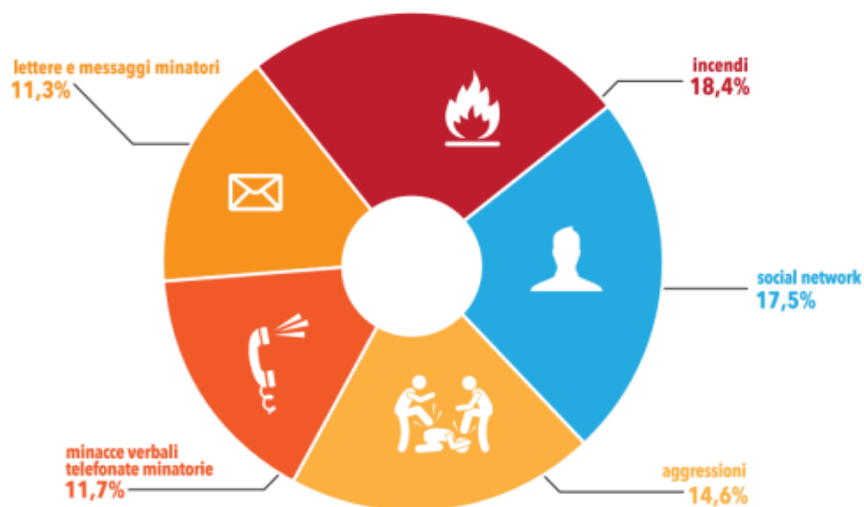 lettere e messaggi minatori
11,3%
incendi
18,4%
social network
17,5%
minacce verbali
telefonate minatorie
11,7%
aggressioni
14,6%